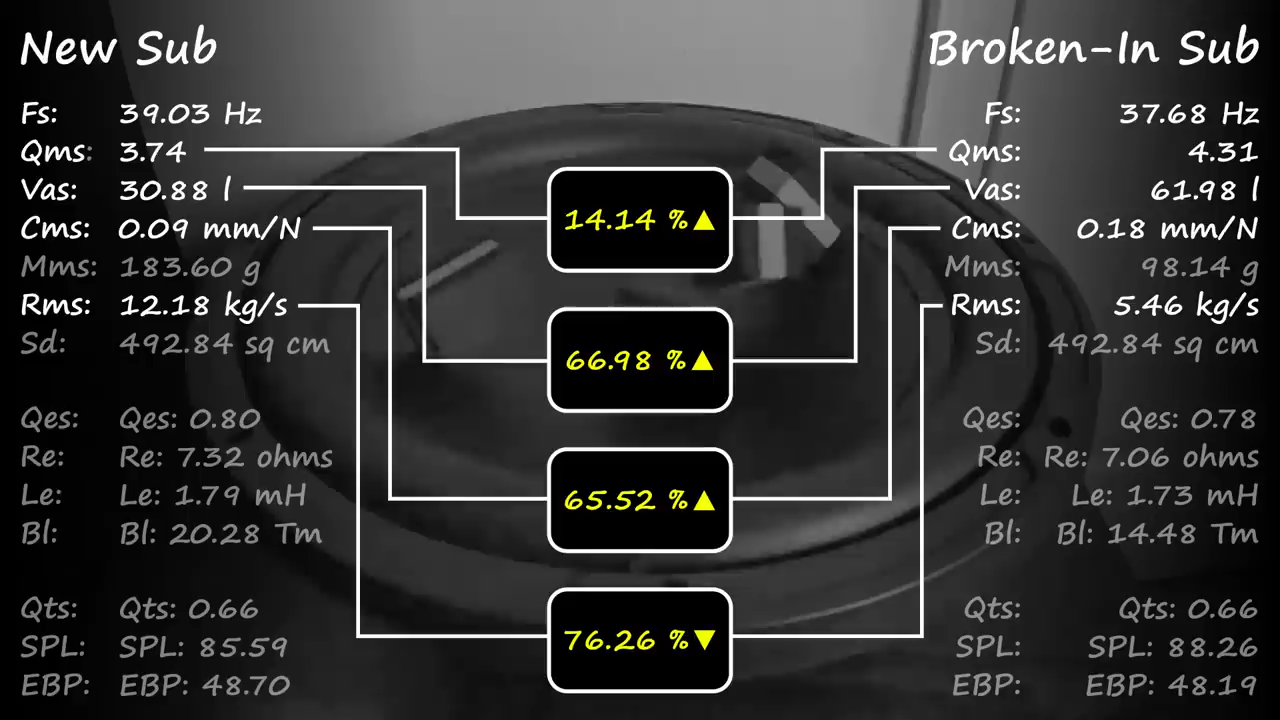 New Sub
Fs: 39.03 Hz
Qms: 3.74
Vas: 30.88 l
Cms: 0.09 mm/N
Mms: 183.60 g
Rms: 12.18 kg/s
Sd: 492.84 sq cm
Qes: Qes: 0.80
Re: Re: 7.32 ohms
Le: Le: 1.79 mH
Bl: Bl: 20.28 Tm
Qts: Qts: 0.66
SPL: SPL: 85.59
EBP: EBP: 48.70
14.14 %▲
66.98 %▲
65.52 %▲
76.26 %▼
Broken-In Sub
Fs: 37.68 Hz
Qms: 4.31
Vas: 61.98 l
Cms: 0.18 mm/N
Mms: 98.14 g
Rms: 5.46 kg/s
Sd: 492.84 sq cm
Qes: Qes: 0.78
Re: Re: 7.06 ohms
Le: Le: 1.73 mH
Bl: Bl: 14.48 Tm
Qts: Qts: 0.66
SPL: SPL: 88.26
EBP: EBP: 48.19